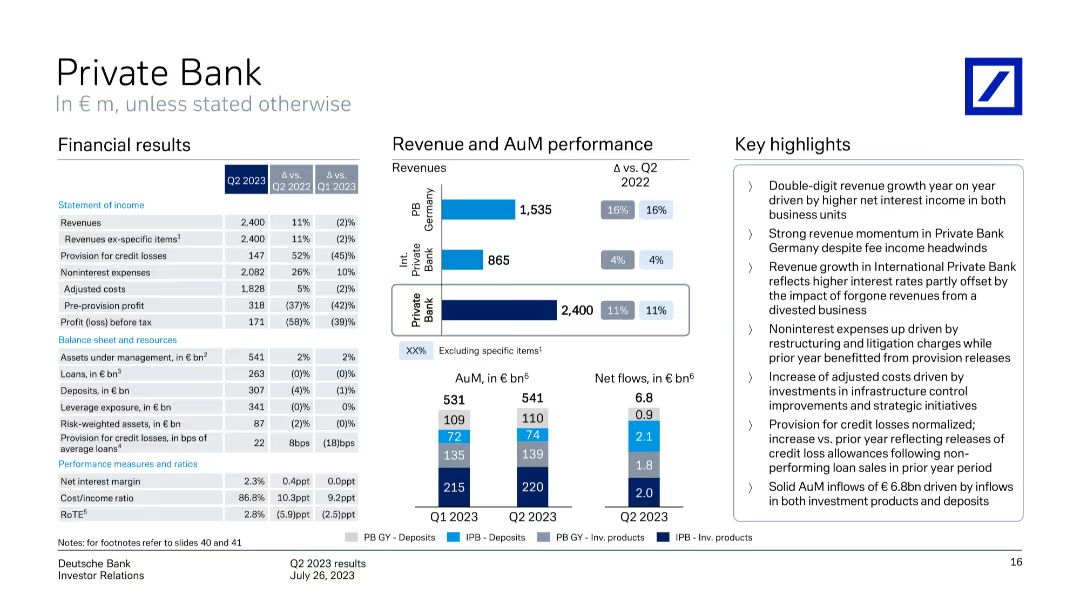 Private Bank
In € m, unless stated otherwise
Financial results
Q2 2023 Δ vs. Q2 2022 Δ vs. Q1 2023
Statement of income
Revenues 2,400 11% (2)%
Revenues ex-specific items1 2,400 11% (2)%
Provision for credit losses 147 52% (45)%
Noninterest expenses 2,082 26% 10%
Adjusted costs 1,828 5% (2)%
Pre-provision profit 318 (37)% (42)%
Profit (loss) before tax 171 (58)% (39)%
Balance sheet and resources
Assets under management, in € bn2 541 2% 2%
Loans, in € bn3 263 (0)% (0)%
Deposits, in € bn 307 (4)% (1)%
Leverage exposure, in € bn 341 (0)% 0%
Risk-weighted assets, in € bn 87 (2)% (0)%
Provision for credit losses, in bps of
average loans4 22 8bps (18)bps
Performance measures and ratios
Net interest margin 2.3% 0.4ppt 0.0ppt
Cost/income ratio 86.8% 10.3ppt 9.2ppt
RoTE5 2.8% (5.9)ppt (2.5)ppt
Notes: for footnotes refer to slides 40 and 41
Revenue and AuM performance
Revenues
Δ vs. Q2
2022
PB
Germany
1,535 16% 16%
Int.
Private
Bank
865 4% 4%
Private
Bank
2,400 11% 11%
XX% Excluding specific items1
AuM, in € bn6
531 541
109 110
72 74
135 139
215 220
Q1 2023 Q2 2023
Net flows, in € bn6
6.8
0.9
2.1
1.8
2.0
Q2 2023
PB GY - Deposits IPB - Deposits PB GY - Inv. products IPB - Inv. products
Key highlights
〉 Double-digit revenue growth year on year
driven by higher net interest income in both
business units
〉 Strong revenue momentum in Private Bank
Germany despite fee income headwinds
〉 Revenue growth in International Private Bank
reflects higher interest rates partly offset by
the impact of forgone revenues from a
divested business
〉 Noninterest expenses up driven by
restructuring and litigation charges while
prior year benefitted from provision releases
〉 Increase of adjusted costs driven by
investments in infrastructure control
improvements and strategic initiatives
〉 Provision for credit losses normalized;
increase vs. prior year reflecting releases of
credit loss allowances following non-
performing loan sales in prior year period
〉 Solid AuM inflows of € 6.8bn driven by inflows
in both investment products and deposits
Deutsche Bank
Investor Relations
Q2 2023 results
July 26, 2023
16